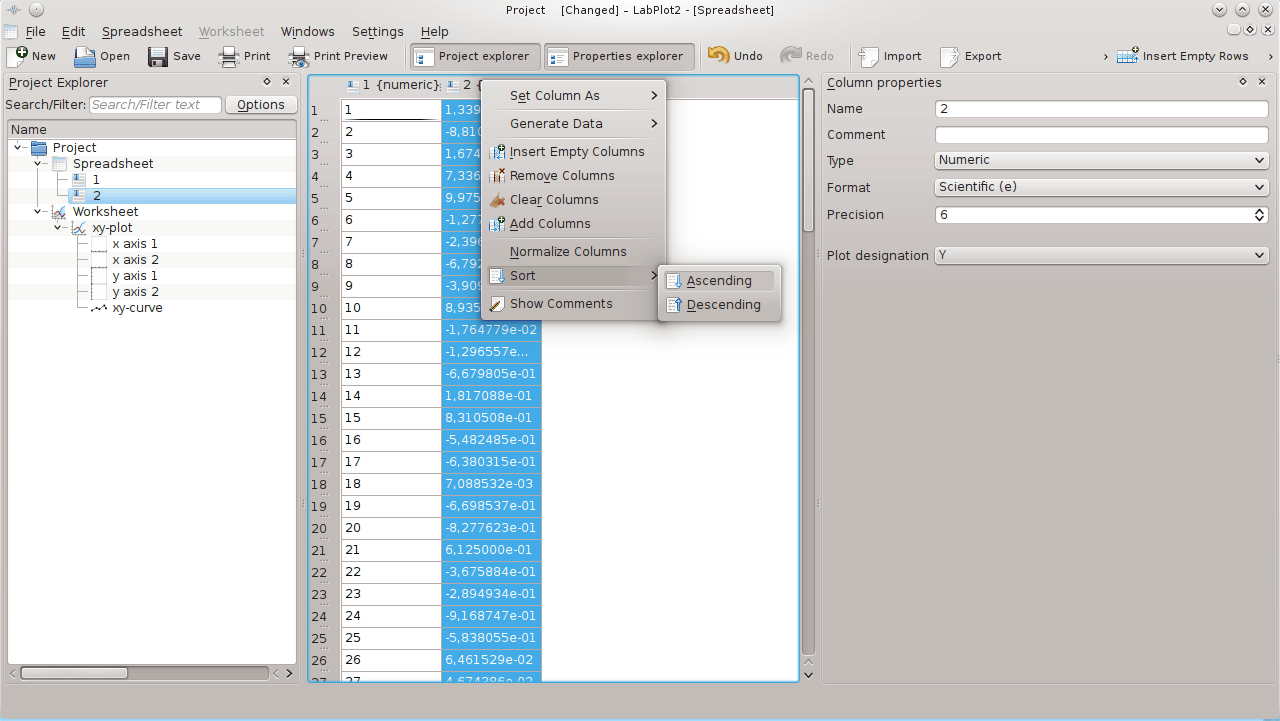 Project [Changed] – LabPlot2 - [Spreadsheet]
File Edit Spreadsheet Worksheet Windows Settings Help
New Open Save Print Print Preview Project explorer Properties explorer Undo Redo Import Export Insert Empty Rows
Project Explorer
Search/Filter: Search/Filter text Options
Name
Project
Spreadsheet
1
2
Worksheet
xy-plot
x axis 1
x axis 2
y axis 1
y axis 2
xy-curve
1 {numeric} 2 {
1 1 1,339
2 2 -8,810
3 3 1,674
4 4 7,336
5 5 9,975
6 6 -1,277
7 7 -2,396
8 8 -6,792
9 9 -3,909
10 10 8,935
11 11 -1,764779e-02
12 12 -1,296557e...
13 13 -6,679805e-01
14 14 1,817088e-01
15 15 8,310508e-01
16 16 -5,482485e-01
17 17 -6,380315e-01
18 18 7,088532e-03
19 19 -6,698537e-01
20 20 -8,277623e-01
21 21 6,125000e-01
22 22 -3,675884e-01
23 23 -2,894934e-01
24 24 -9,168747e-01
25 25 -5,838055e-01
26 26 6,461529e-02
27 27 4,674386e-02
Set Column As
Generate Data
Insert Empty Columns
Remove Columns
Clear Columns
Add Columns
Normalize Columns
Sort
Show Comments
Ascending
Descending
Column properties
Name 2
Comment
Type Numeric
Format Scientific (e)
Precision 6
Plot designation Y